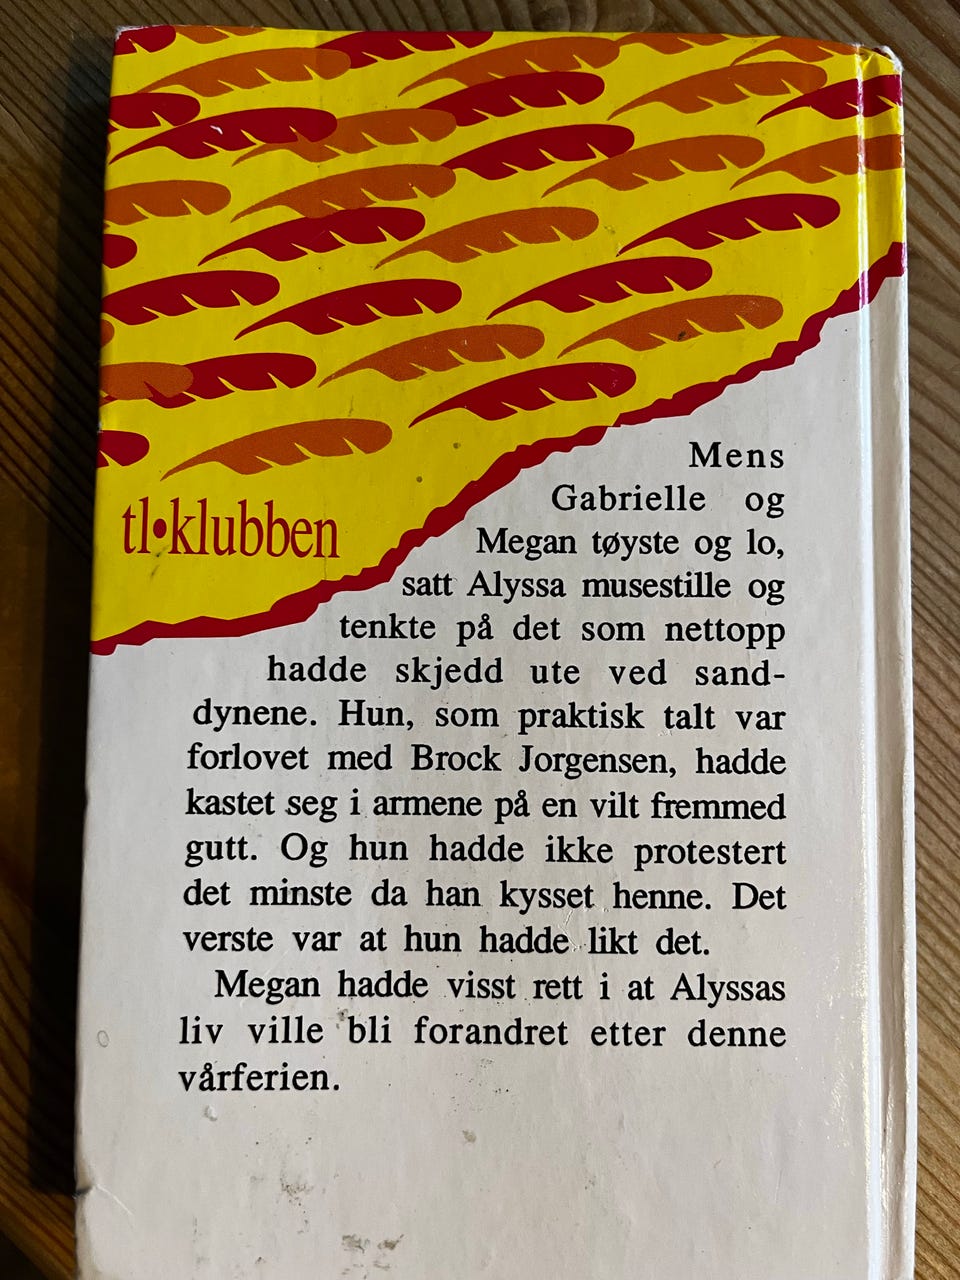 Mens
Gabrielle og
tl•klubben
Megan tøyste og lo,
satt Alyssa musestille og
tenkte på det som nettopp
hadde skjedd ute ved sand-
dynene. Hun, som praktisk talt var
forlovet med Brock Jorgensen, hadde
kastet seg i armene på en vilt fremmed
gutt. Og hun hadde ikke protestert
det minste da han kysset henne. Det
verste var at hun hadde likt det.
Megan hadde visst rett i at Alyssas
liv ville bli forandret etter denne
vårferien.